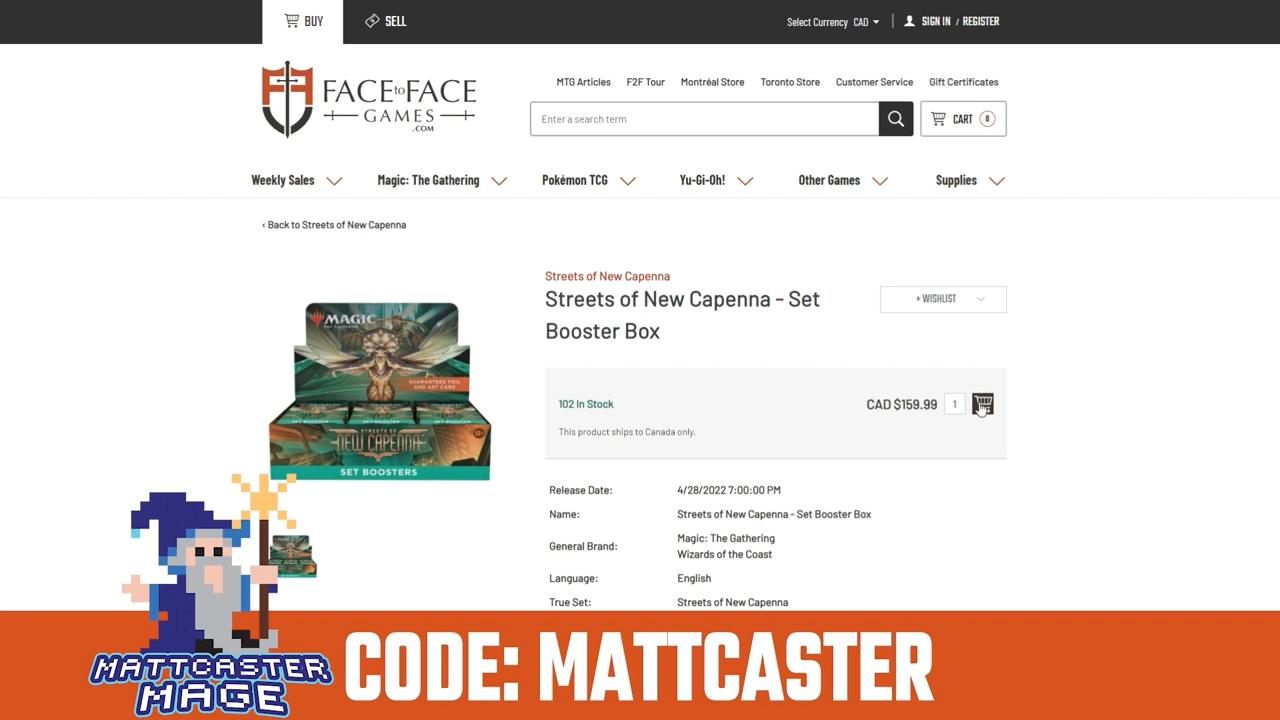 BUY
SELL
Select Currency CAD
SIGN IN / REGISTER
FACE to FACE
GAMES
.COM
MTG Articles
F2F Tour
Montréal Store
Toronto Store
Customer Service
Gift Certificates
Enter a search term
CART 0
Weekly Sales
Magic: The Gathering
Pokémon TCG
Yu-Gi-Oh!
Other Games
Supplies
‹ Back to Streets of New Capenna
Streets of New Capenna
Streets of New Capenna - Set
Booster Box
+ WISHLIST
MAGIC
GUARANTEED FOIL
AND ART CARD
STREETS OF
NEW CAPENNA
SET BOOSTERS
102 In Stock
CAD $159.99
1
This product ships to Canada only.
Release Date: 4/28/2022 7:00:00 PM
Name: Streets of New Capenna - Set Booster Box
General Brand: Magic: The Gathering
Wizards of the Coast
Language: English
True Set: Streets of New Capenna
MATTCASTER
MAGE
CODE: MATTCASTER